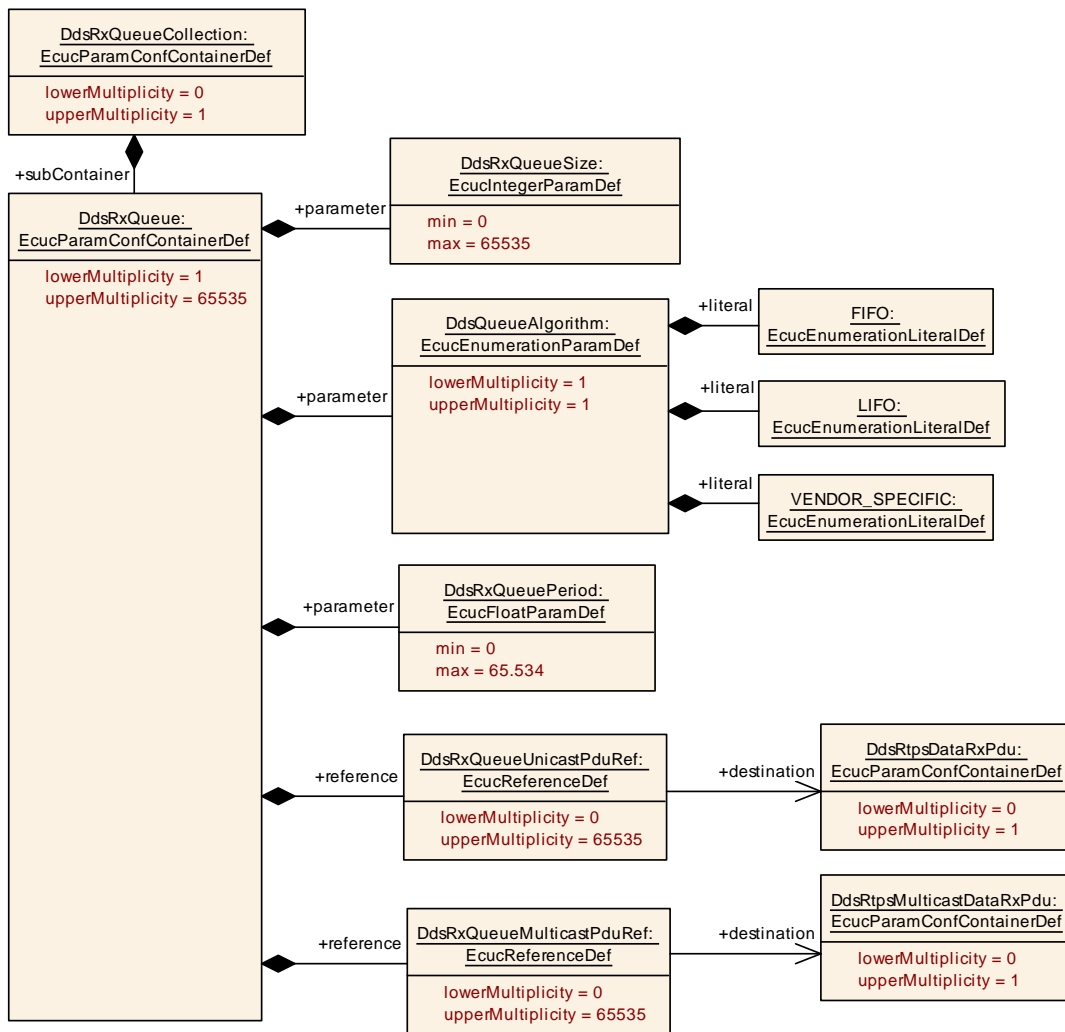 DdsRxQueueCollection:
EcucParamConfContainerDef
lowerMultiplicity = 0
upperMultiplicity = 1
+subContainer
DdsRxQueue:
EcucParamConfContainerDef
lowerMultiplicity = 1
upperMultiplicity = 65535
+parameter
DdsRxQueueSize:
EcucIntegerParamDef
min = 0
max = 65535
+parameter
DdsQueueAlgorithm:
EcucEnumerationParamDef
lowerMultiplicity = 1
upperMultiplicity = 1
+literal
FIFO:
EcucEnumerationLiteralDef
+literal
LIFO:
EcucEnumerationLiteralDef
+literal
VENDOR_SPECIFIC:
EcucEnumerationLiteralDef
+parameter
DdsRxQueuePeriod:
EcucFloatParamDef
min = 0
max = 65.534
+reference
DdsRxQueueUnicastPduRef:
EcucReferenceDef
lowerMultiplicity = 0
upperMultiplicity = 65535
+destination
DdsRtpsDataRxPdu:
EcucParamConfContainerDef
lowerMultiplicity = 0
upperMultiplicity = 1
+reference
DdsRxQueueMulticastPduRef:
EcucReferenceDef
lowerMultiplicity = 0
upperMultiplicity = 65535
+destination
DdsRtpsMulticastDataRxPdu:
EcucParamConfContainerDef
lowerMultiplicity = 0
upperMultiplicity = 1